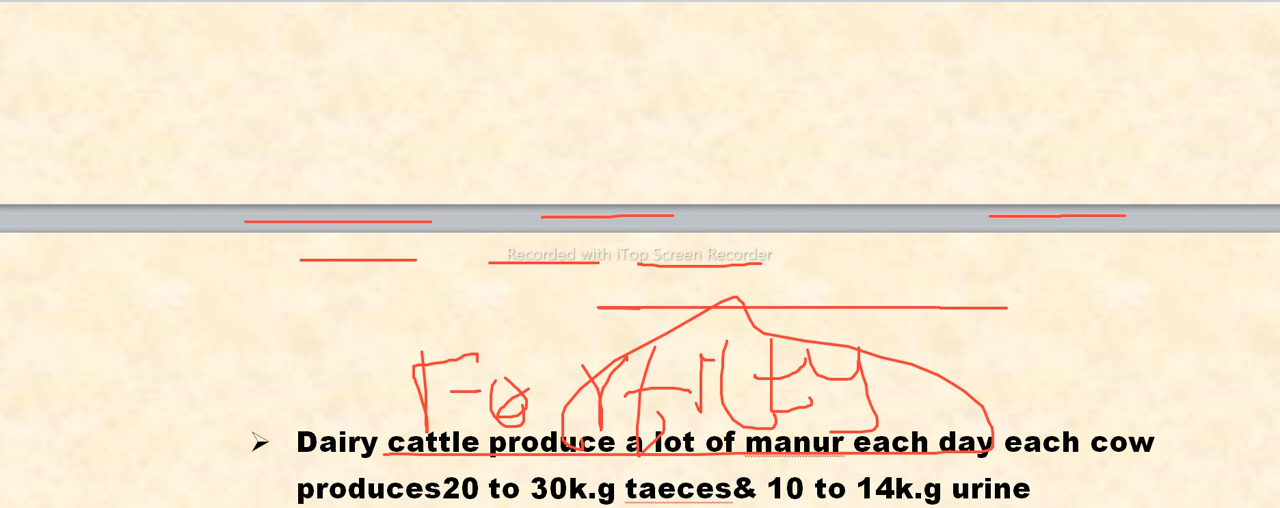 Recorded with iTop Screen Recorder
➢ Dairy cattle produce a lot of manur each day each cow
produces20 to 30k.g taeces& 10 to 14k.g urine